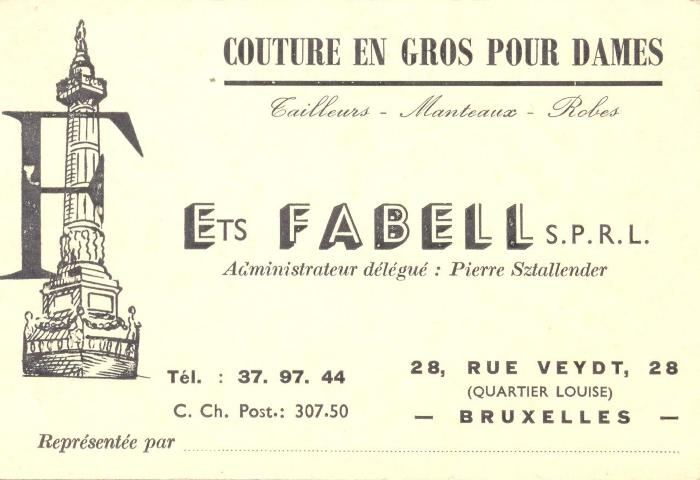 COUTURE EN GROS POUR DAMES
Tailleurs - Manteaux - Robes
F
ETS FABELL S.P.R.L.
Administrateur délégué : Pierre Sztallender
Tél. : 37. 97. 44
C. Ch. Post.: 307.50
28, RUE VEYDT, 28
(QUARTIER LOUISE)
— BRUXELLES —
Représentée par